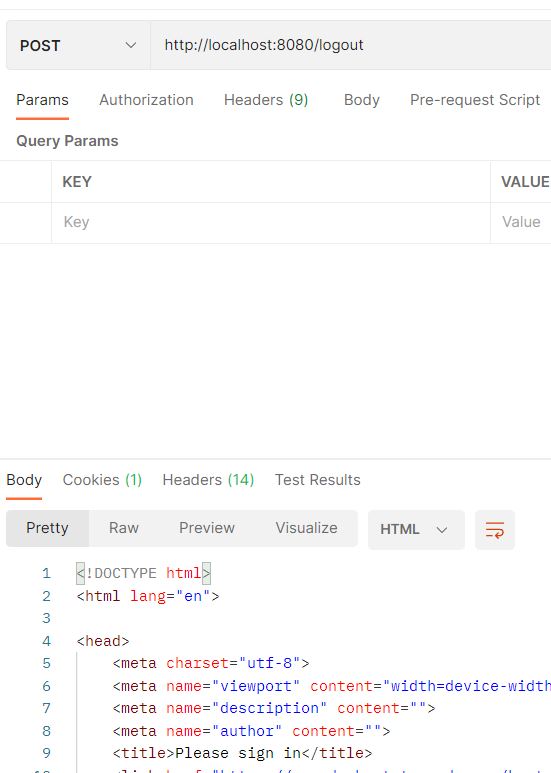 POST http://localhost:8080/logout
Params Authorization Headers (9) Body Pre-request Script
Query Params
KEY VALUE
Key Value
Body Cookies (1) Headers (14) Test Results
Pretty Raw Preview Visualize HTML
1 <!DOCTYPE html>
2 <html lang="en">
3
4 <head>
5 <meta charset="utf-8">
6 <meta name="viewport" content="width=device-width
7 <meta name="description" content="">
8 <meta name="author" content="">
9 <title>Please sign in</title>